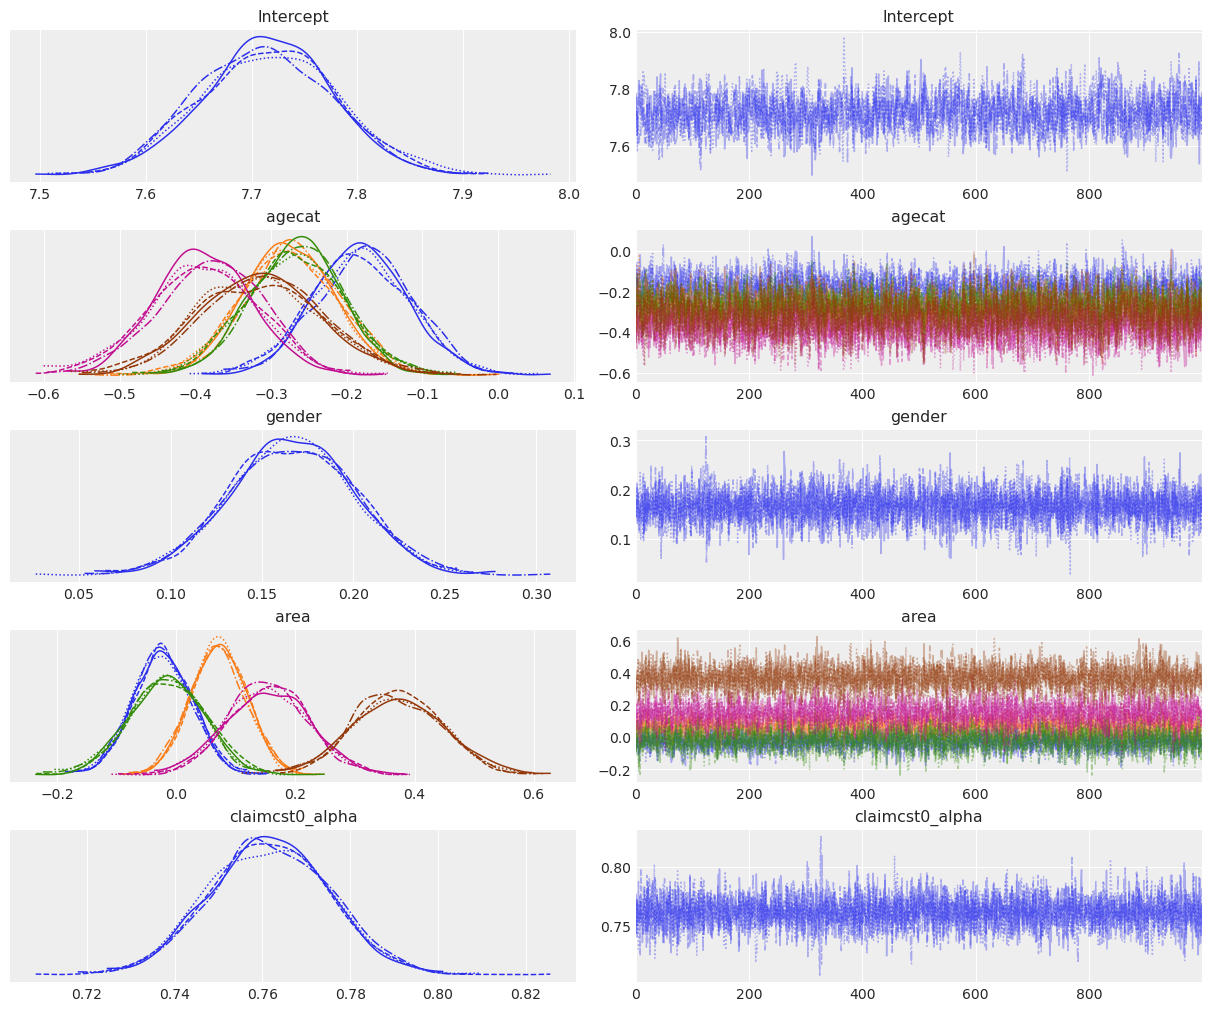 Intercept Intercept
8.0
7.8
7.6
7.5 7.6 7.7 7.8 7.9 8.0 0 200 400 600 800
agecat agecat
0.0
−0.2
−0.4
−0.6
−0.6 −0.5 −0.4 −0.3 −0.2 −0.1 0.0 0.1 0 200 400 600 800
gender gender
0.3
0.2
0.1
0.05 0.10 0.15 0.20 0.25 0.30 0 200 400 600 800
area area
0.6
0.4
0.2
0.0
−0.2
−0.2 0.0 0.2 0.4 0.6 0 200 400 600 800
claimcst0_alpha claimcst0_alpha
0.80
0.75
0.72 0.74 0.76 0.78 0.80 0.82 0 200 400 600 800